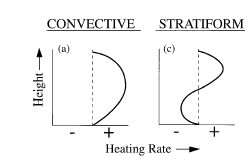 CONVECTIVE STRATIFORM
(a) (c)
Height
- + - +
Heating Rate